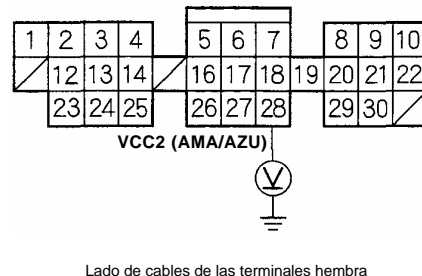 1 2 3 4 5 6 7 8 9 10
12 13 14 16 17 18 19 20 21 22
23 24 25 26 27 28 29 30
VCC2 (AMA/AZU)
V
Lado de cables de las terminales hembra